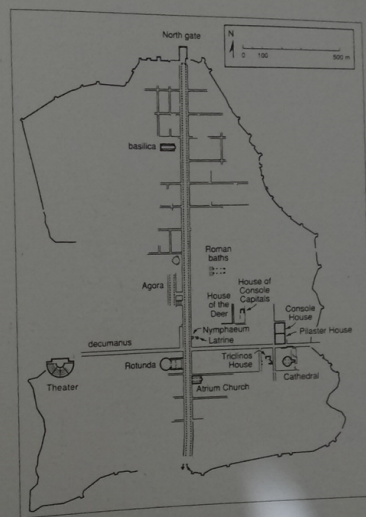 North gate
N
0 100 500 m
basilica
Roman
baths
House of
Console
Capitals
Agora
House
of the
Deer
Console
House
Nymphaeum
Pilaster House
Latrine
decumanus
Triclinos
House
Rotunda
Theater
Cathedral
Atrium Church